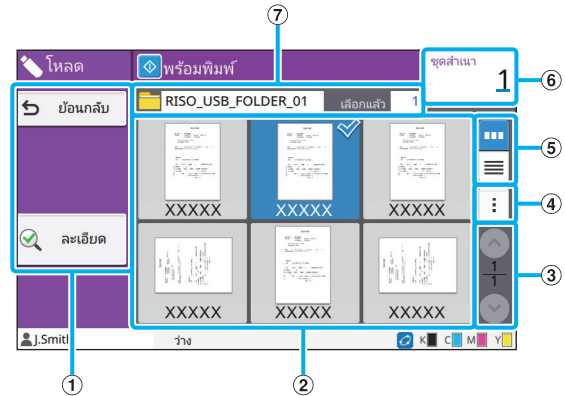 ⑦
โหลด
พร้อมพิมพ์
ชุดสำเนา
1
⑥
ย้อนกลับ
RISO_USB_FOLDER_01
เลือกแล้ว
1
⑤
XXXXX
XXXXX
XXXXX
④
ละเอียด
1
1
③
XXXXX
XXXXX
XXXXX
J.Smith
ว่าง
K
C
M
Y
①
②